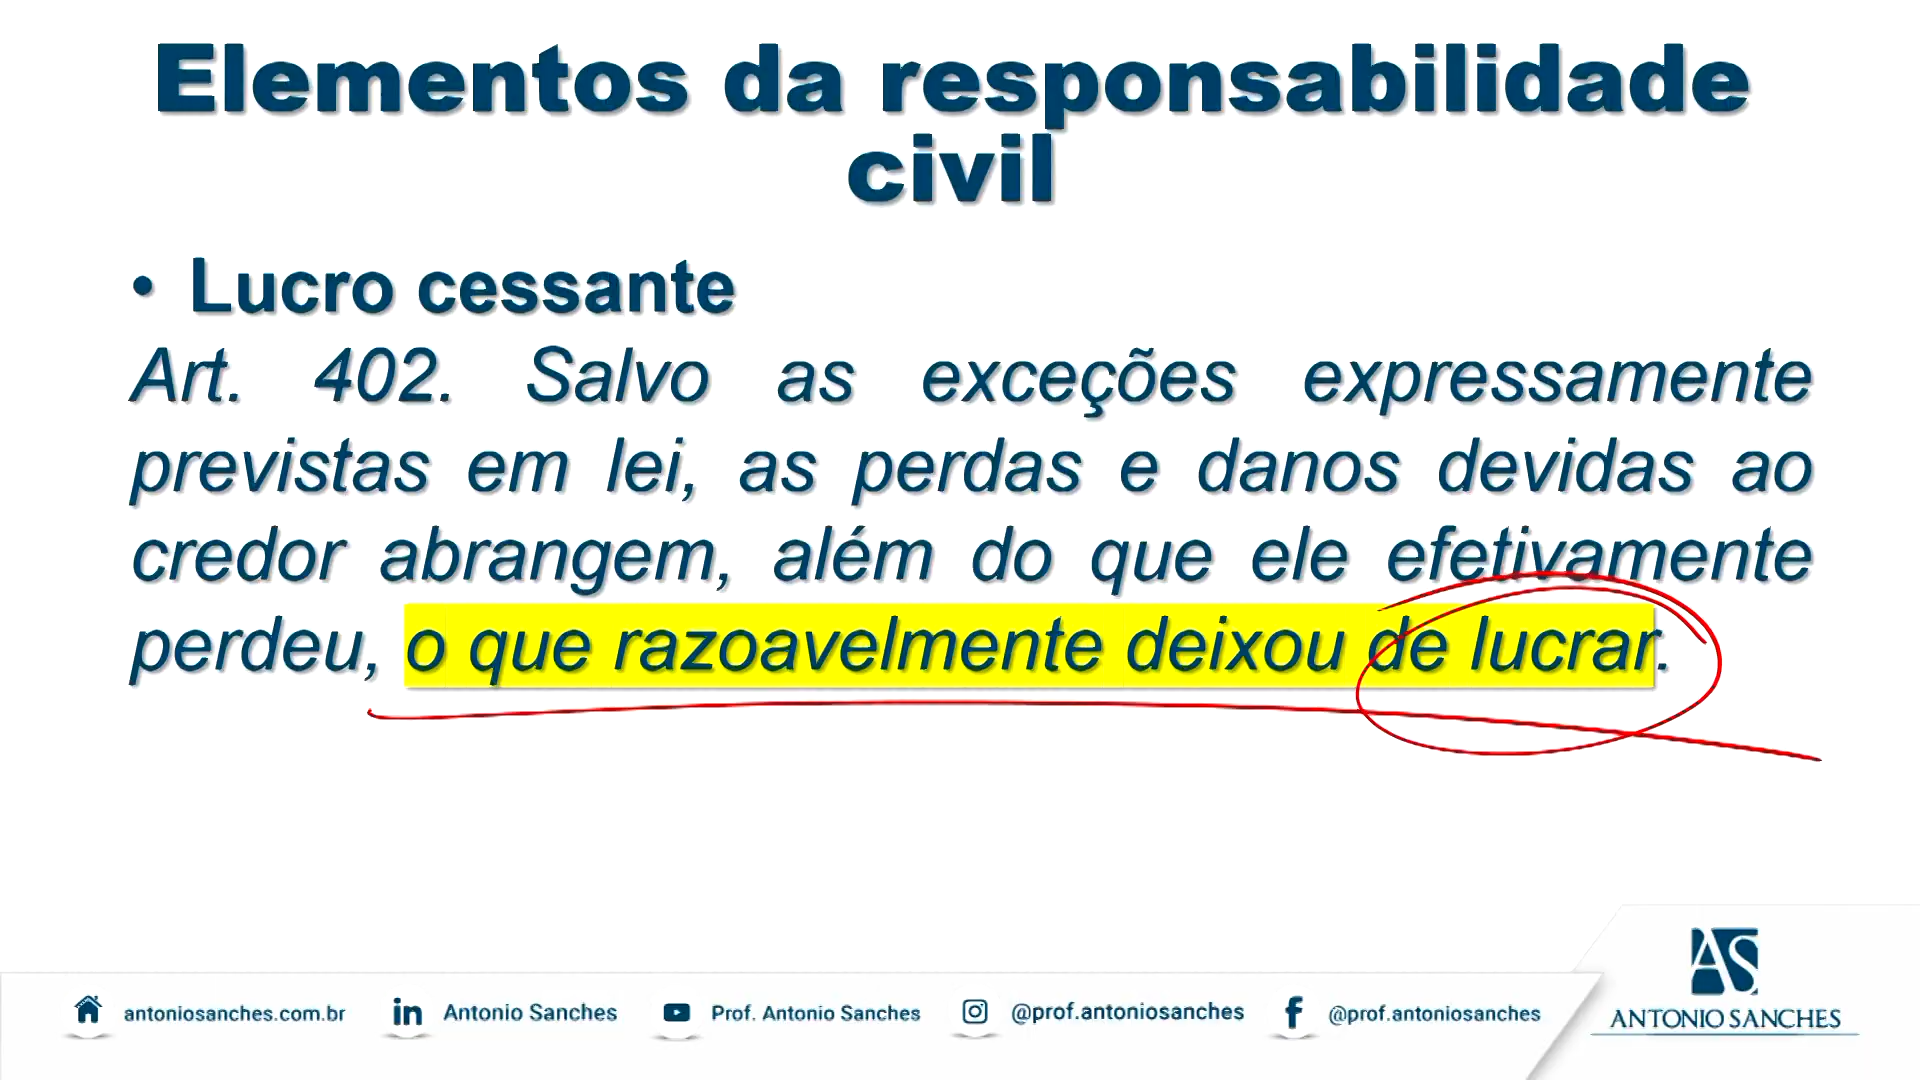 Elementos da responsabilidade
civil
• Lucro cessante
Art. 402. Salvo as exceções expressamente
previstas em lei, as perdas e danos devidas ao
credor abrangem, além do que ele efetivamente
perdeu, o que razoavelmente deixou de lucrar.
AS
antoniosanches.com.br in Antonio Sanches Prof. Antonio Sanches @prof.antoniosanches f @prof.antoniosanches
ANTONIO SANCHES